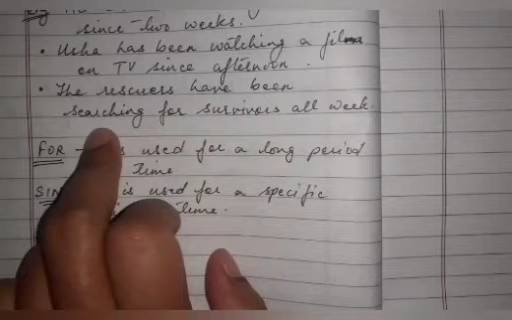 since two weeks.
• Usha has been watching a film
on TV since afternoon.
• The rescuers have been
searching for survivors all week.
FOR - is used for a long period
time
is used for a specific
time.